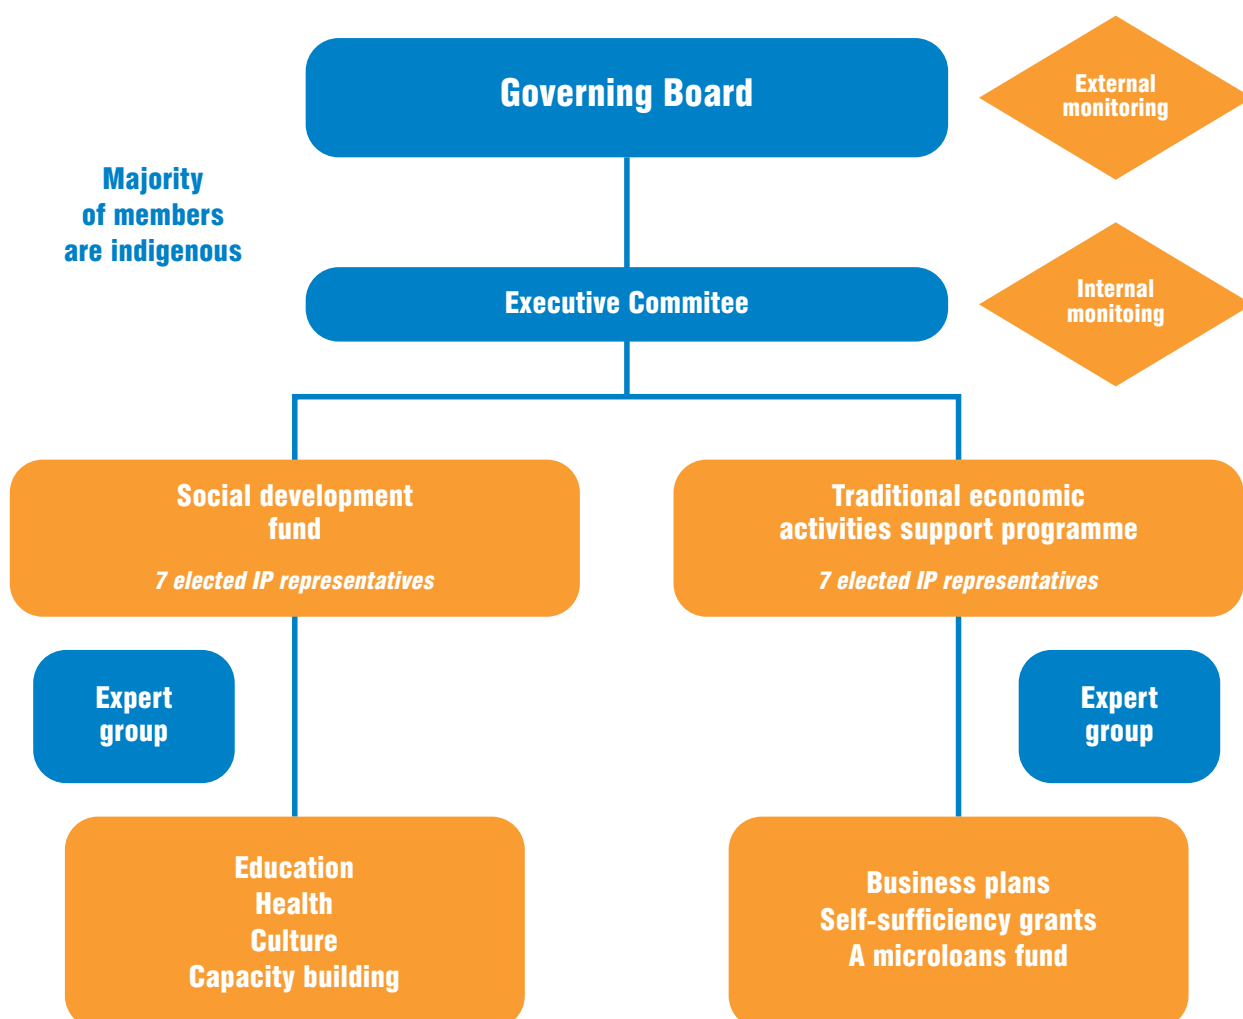 Governing Board
External
monitoring
Majority
of members
are indigenous
Executive Commitee
Internal
monitoing
Social development
fund
7 elected IP representatives
Traditional economic
activities support programme
7 elected IP representatives
Expert
group
Expert
group
Education
Health
Culture
Capacity building
Business plans
Self-sufficiency grants
A microloans fund